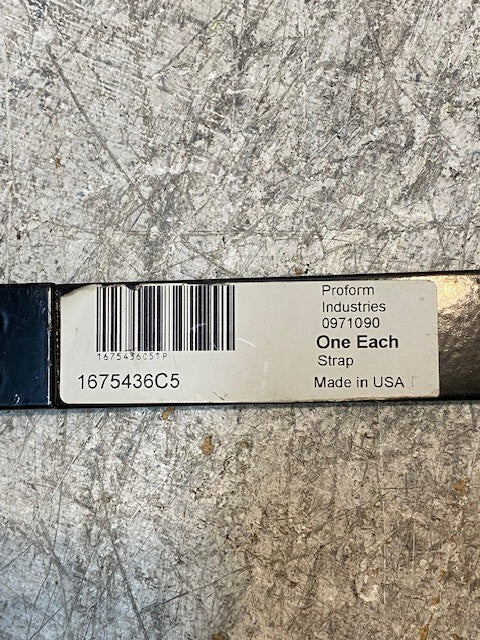 1675436C51P
1675436C5
Proform
Industries
0971090
One Each
Strap
Made in USA